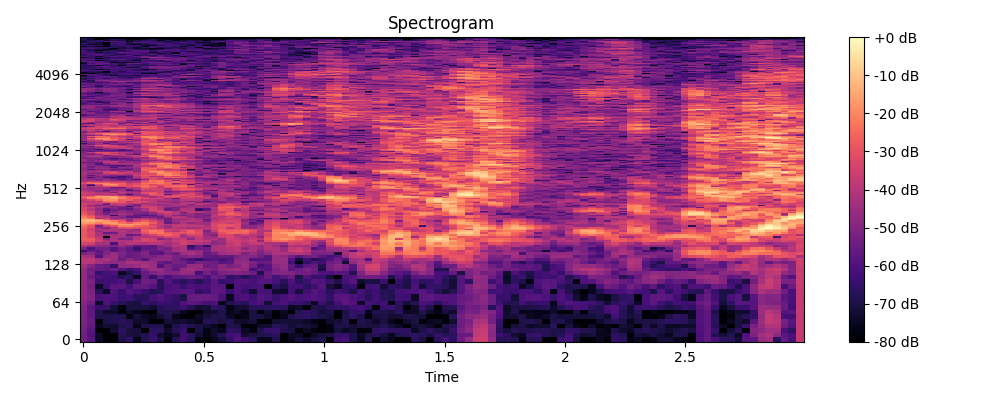 Spectrogram
Hz
4096
2048
1024
512
256
128
64
0
0
0.5
1
1.5
2
2.5
Time
+0 dB
-10 dB
-20 dB
-30 dB
-40 dB
-50 dB
-60 dB
-70 dB
-80 dB